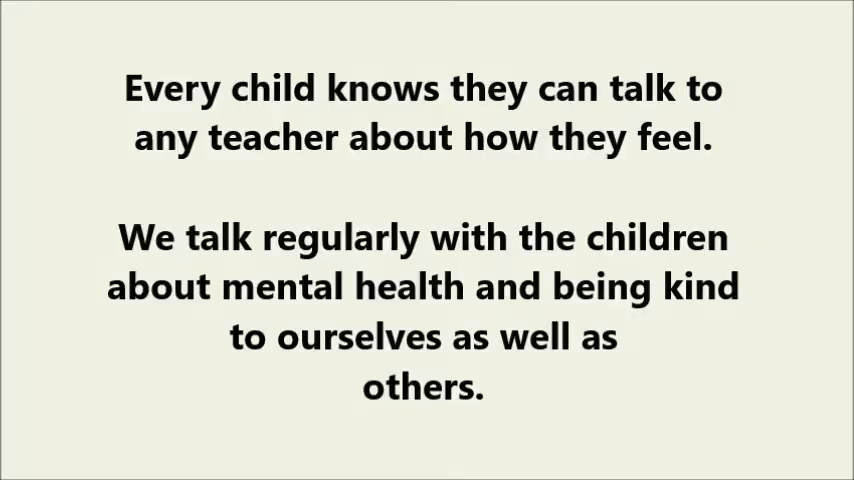 Every child knows they can talk to
any teacher about how they feel.
We talk regularly with the children
about mental health and being kind
to ourselves as well as
others.